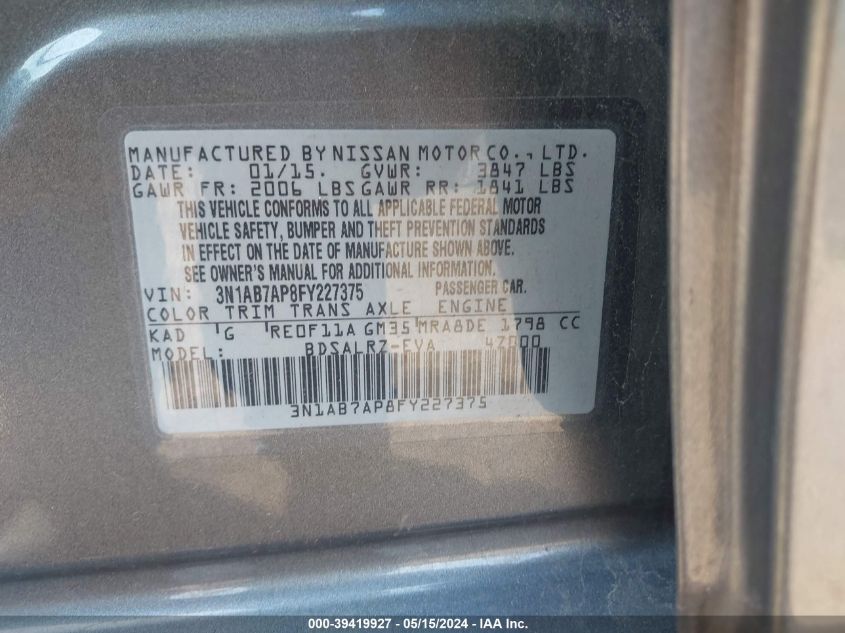 MANUFACTURED BY NISSAN MOTOR CO., LTD.
DATE: 01/15. GVWR: 3847 LBS
GAWR FR: 2006 LBS GAWR RR: 1841 LBS
THIS VEHICLE CONFORMS TO ALL APPLICABLE FEDERAL MOTOR
VEHICLE SAFETY, BUMPER AND THEFT PREVENTION STANDARDS
IN EFFECT ON THE DATE OF MANUFACTURE SHOWN ABOVE.
SEE OWNER'S MANUAL FOR ADDITIONAL INFORMATION.
VIN: 3N1AB7AP8FY227375 PASSENGER CAR.
COLOR TRIM TRANS AXLE ENGINE
KAD 'G 'RE0F11A GM35'MRA8DE 1798 CC
MODEL: BDSALRZ-EVA 47000
3N1AB7AP8FY227375
000-39419927 - 05/15/2024 - IAA Inc.